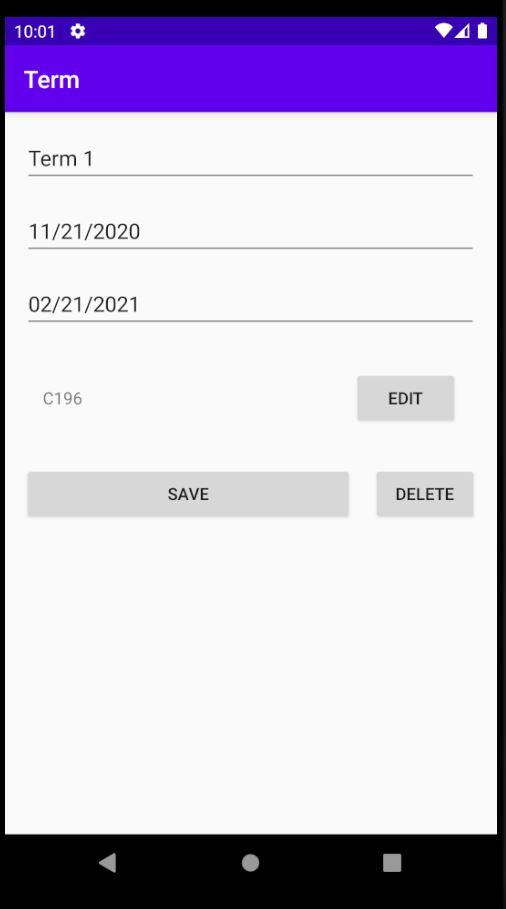 10:01
Term
Term 1
11/21/2020
02/21/2021
C196 EDIT
SAVE DELETE